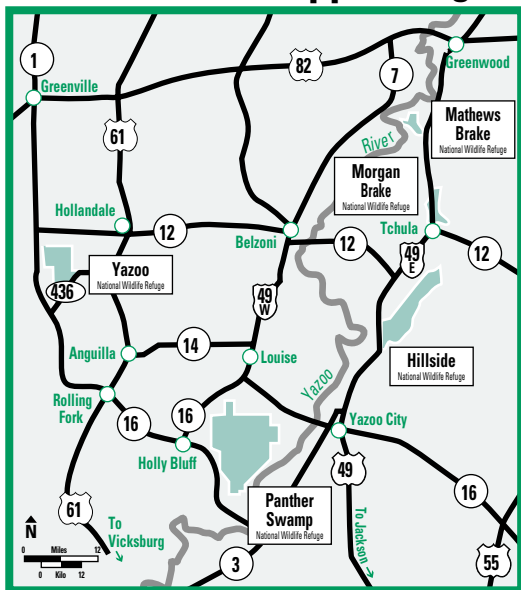 1
82
7
Greenwood
Greenville
61
Mathews
Brake
National Wildlife Refuge
River
Morgan
Brake
National Wildlife Refuge
Hollandale
12
Belzoni
12
Tchula
49
E
12
Yazoo
National Wildlife Refuge
436
49
W
Anguilla
14
Louise
Hillside
National Wildlife Refuge
Yazoo
Rolling
Fork
16
16
Holly Bluff
Yazoo City
49
16
Panther
Swamp
National Wildlife Refuge
61
To
Vicksburg
To Jackson
N
0 Miles 12
0 Kilo 12
3
55